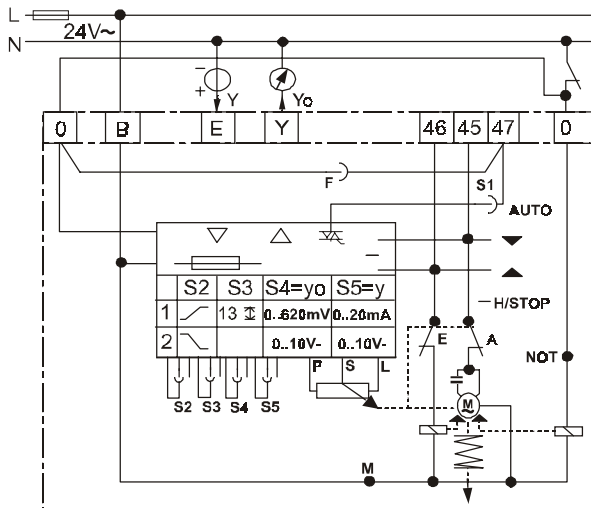 L
24V~
N
− + Y
Yo
0 B E Y 46 45 47 0
F
S1
AUTO
S2 S3 S4=yo S5=y
1 13 0..620mV 0..20mA
2 0..10V- 0..10V-
H/STOP
E A
NOT
P S L
S2 S3 S4 S5
M
M